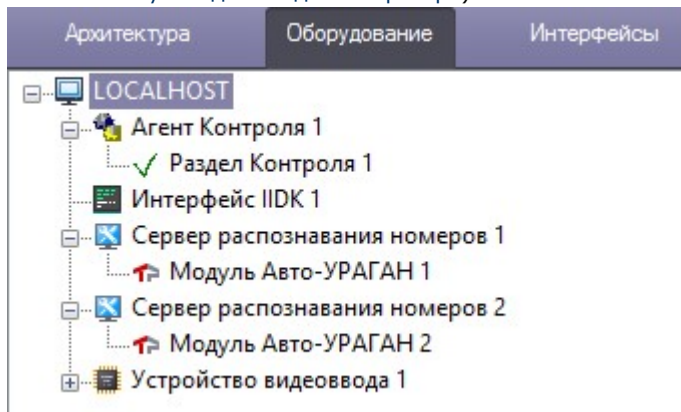 Архитектура
Оборудование
Интерфейсы
LOCALHOST
Агент Контроля 1
Раздел Контроля 1
Интерфейс IIDK 1
Сервер распознавания номеров 1
Модуль Авто-УРАГАН 1
Сервер распознавания номеров 2
Модуль Авто-УРАГАН 2
Устройство видеоввода 1